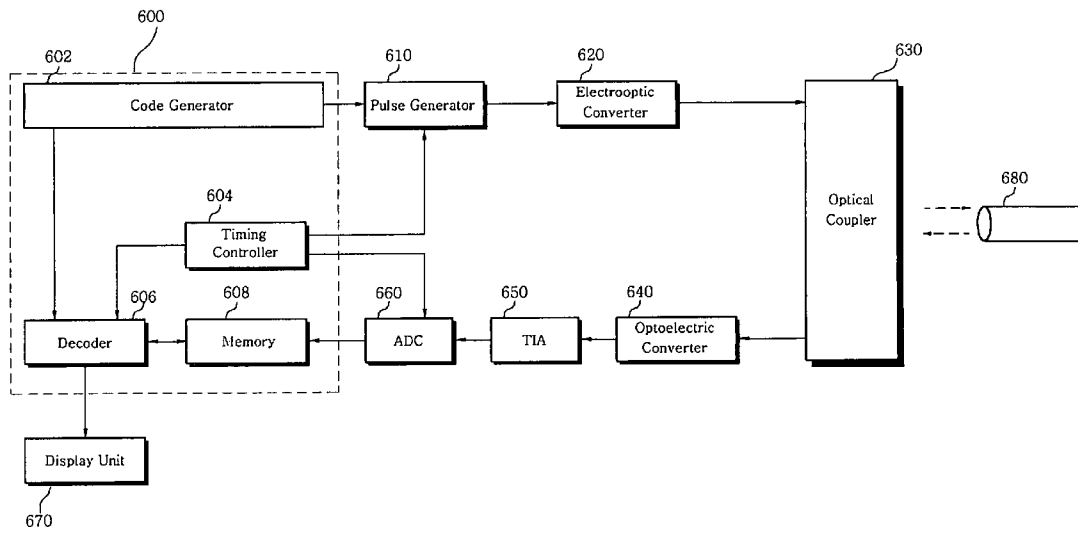 600
602
610
620
630
Code Generator
Pulse Generator
Electrooptic
Converter
680
604
Timing
Controller
Optical
Coupler
606
608
660
650
640
Decoder
Memory
ADC
TIA
Optoelectric
Converter
Display Unit
670